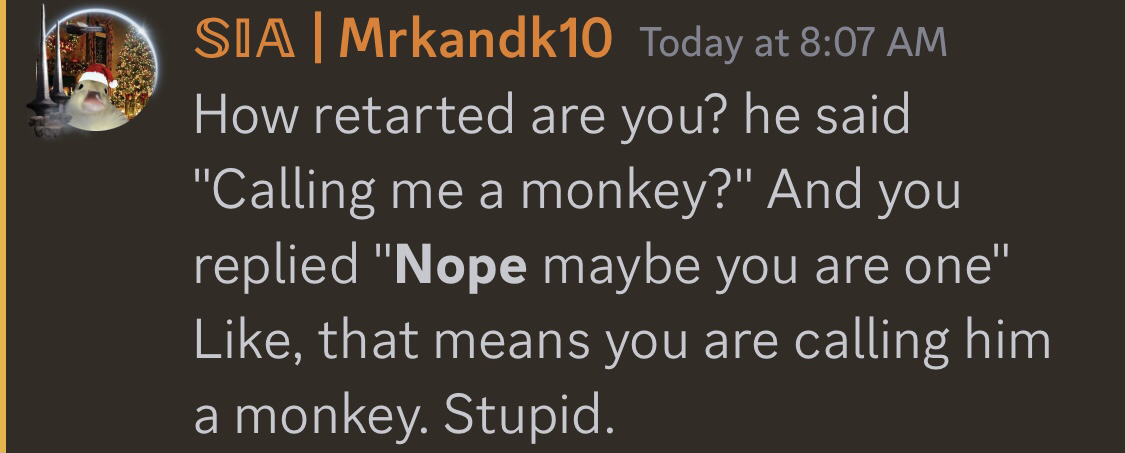 𝕊𝕀𝔸 | Mrkandk10 Today at 8:07 AM
How retarted are you? he said
"Calling me a monkey?" And you
replied "Nope maybe you are one"
Like, that means you are calling him
a monkey. Stupid.